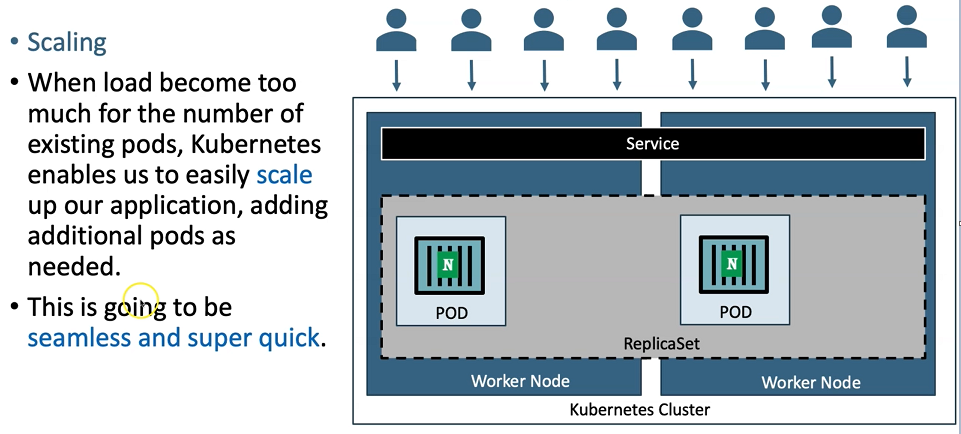 • Scaling
• When load become too
much for the number of
existing pods, Kubernetes
enables us to easily scale
up our application, adding
additional pods as
needed.
• This is going to be
seamless and super quick.
Service
N
N
POD
POD
ReplicaSet
Worker Node
Worker Node
Kubernetes Cluster